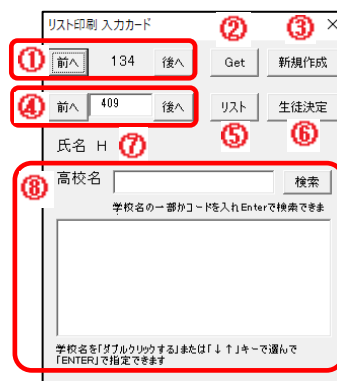 リスト印刷 入力カード ② ③ ×
① 前へ 134 後へ Get 新規作成
④ 前へ 409 後へ リスト 生徒決定
⑤ ⑥
氏名 H ⑦
⑧ 高校名 検索
学校名の一部かコードを入れEnterで検索できま
学校名を「ダブルクリックする」または「↓↑」キーで選んで
「ENTER」で指定できます